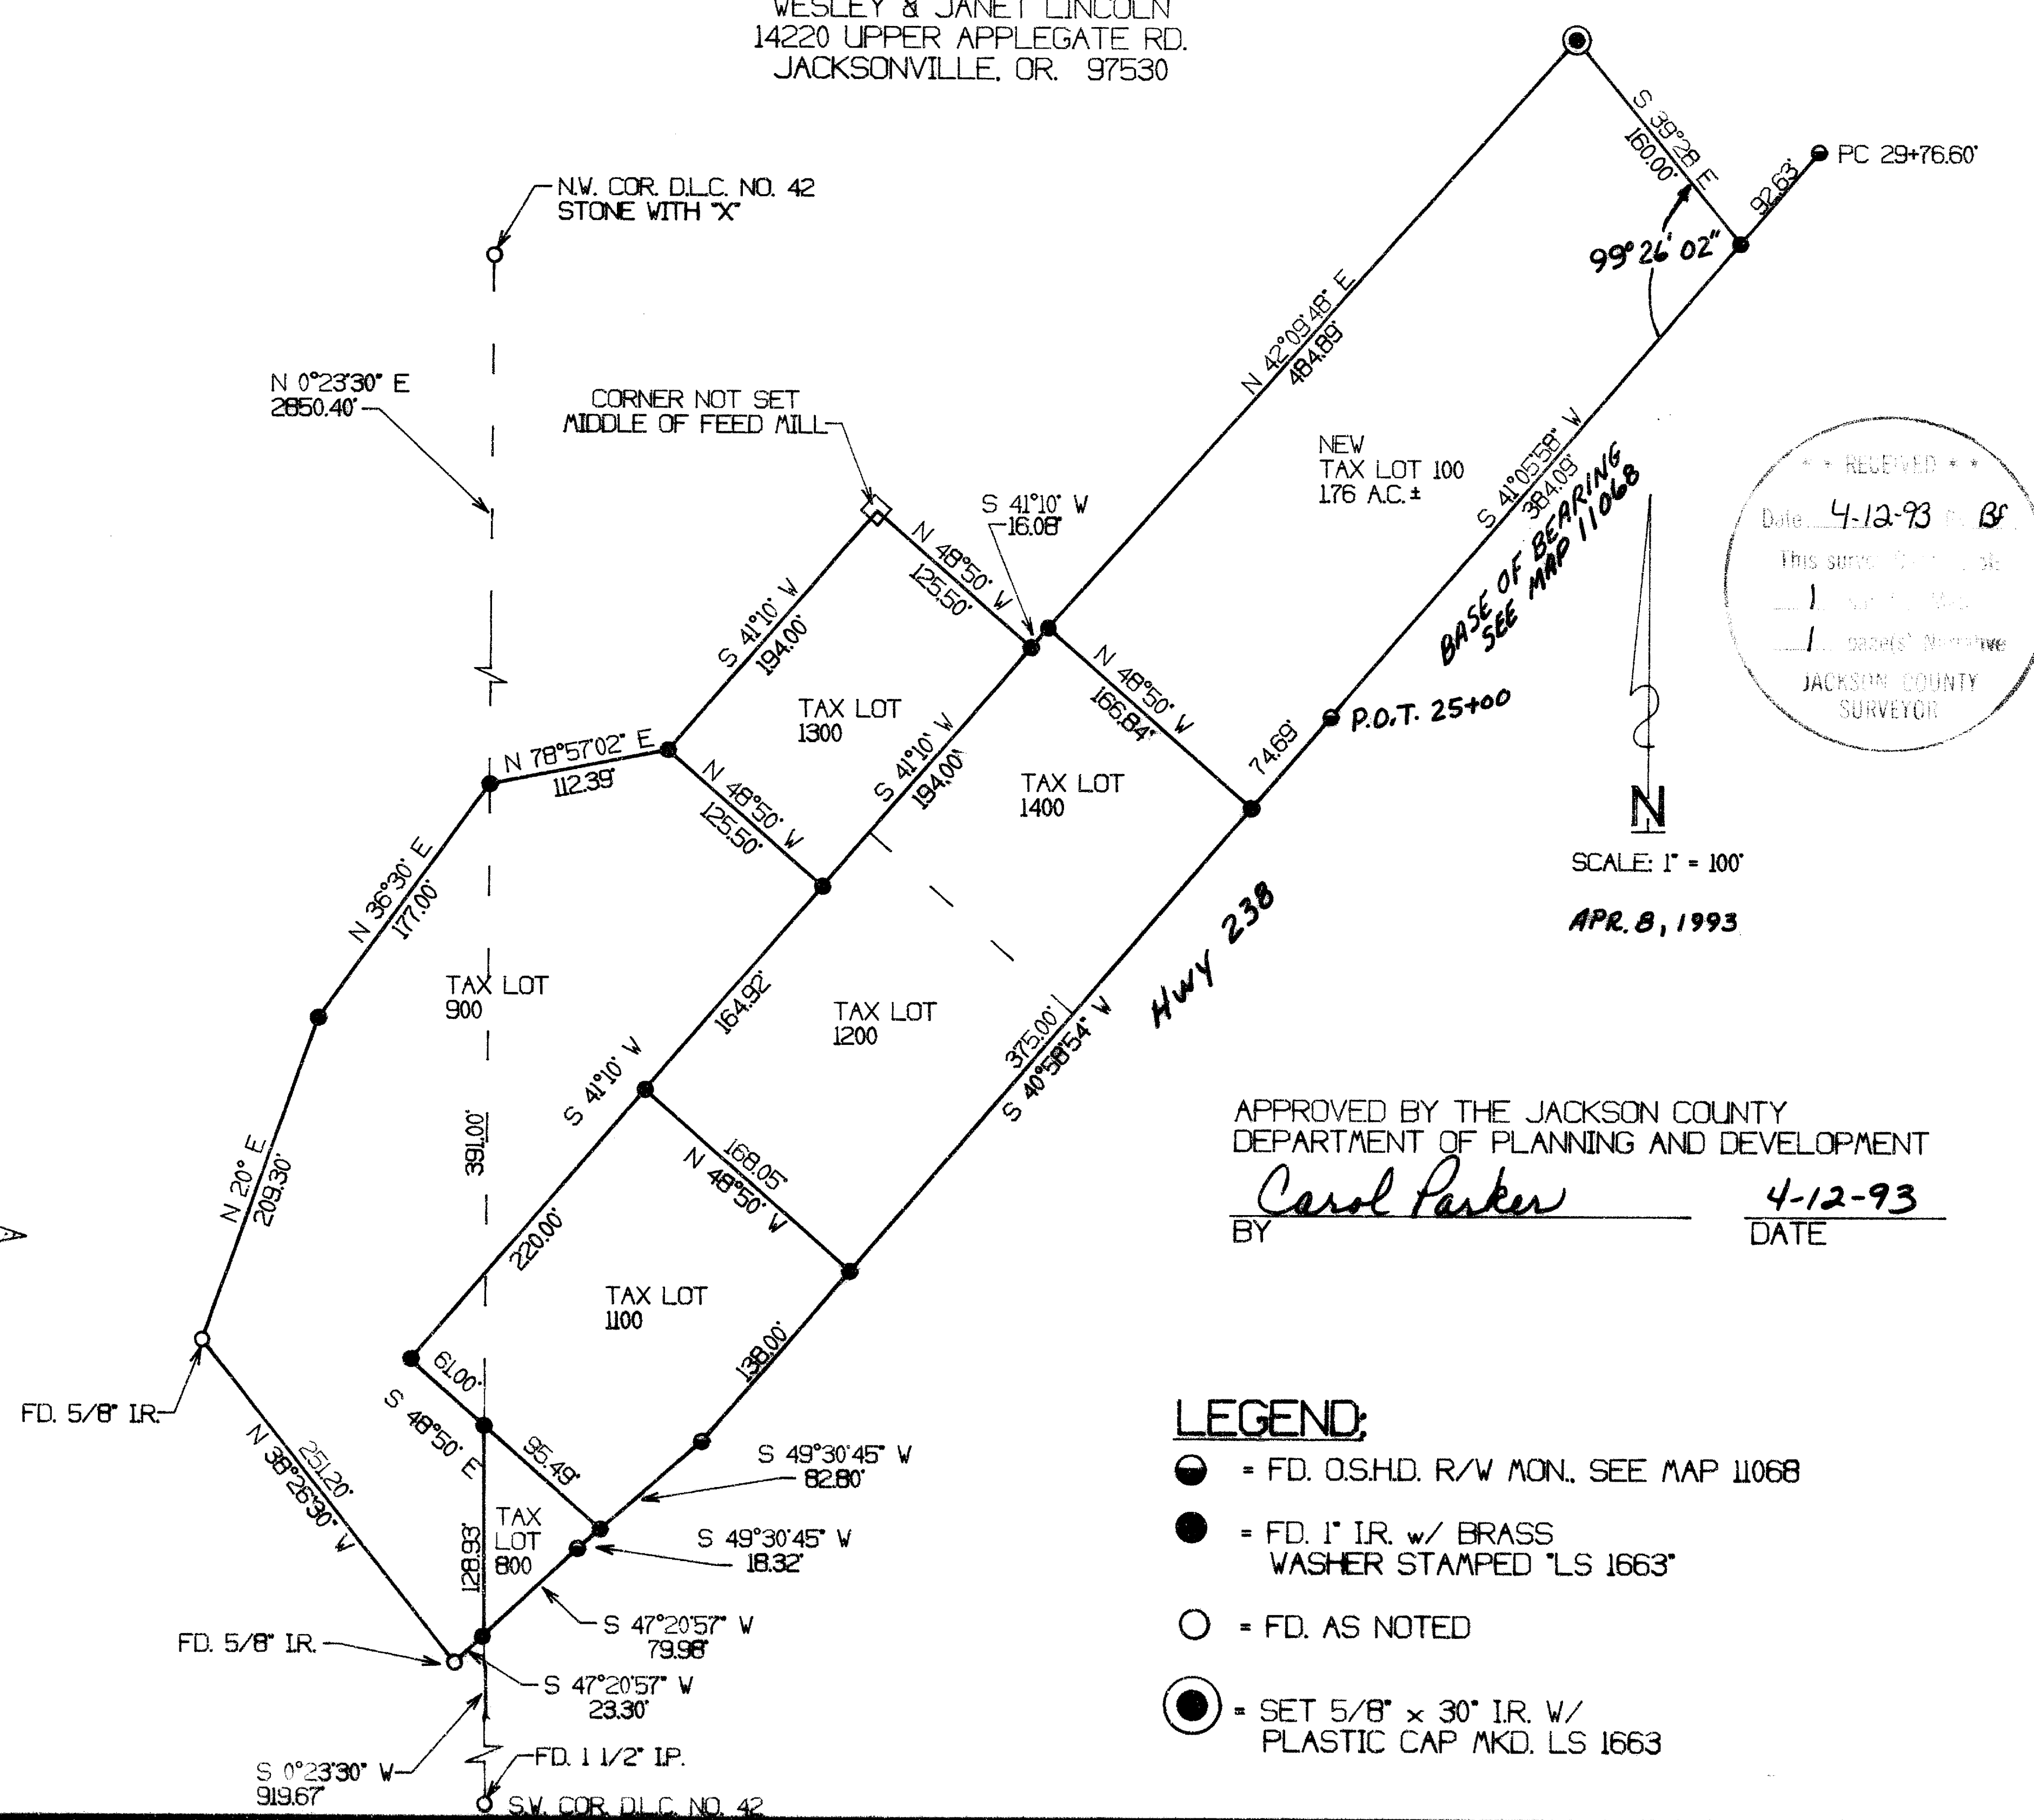 WESLEY & JANET LINCOLN
14220 UPPER APPLEGATE RD.
JACKSONVILLE, OR. 97530
S 39°28' E
160.00'
92.63'
PC 29+76.60'
99°26'02"
N.W. COR. D.L.C. NO. 42
STONE WITH "X"
N 0°23'30" E
2850.40'
CORNER NOT SET
MIDDLE OF FEED MILL
N 42°09'48" E
484.89'
NEW
TAX LOT 100
1.76 A.C.±
S 41°05'58" W
384.09'
BASE OF BEARING
SEE MAP 11068
* * RECEIVED * *
Date 4-12-93 By Bf
This survey
1
1 page(s) Narrative
JACKSON COUNTY
SURVEYOR
S 41°10' W
16.08'
N 48°50' W
125.50'
S 41°10' W
194.00'
N 48°50' W
166.84'
P.O.T. 25+00
74.69'
TAX LOT
1300
S 41°10' W
194.00'
TAX LOT
1400
N 78°57'02" E
112.39'
N 48°50' W
125.50'
N
SCALE: 1" = 100'
APR. 8, 1993
N 36°30' E
177.00'
HWY 238
TAX LOT
900
164.92'
TAX LOT
1200
375.00'
S 40°58'54" W
S 41°10' W
391.00'
168.05'
N 48°50' W
N 20° E
209.30'
220.00'
APPROVED BY THE JACKSON COUNTY
DEPARTMENT OF PLANNING AND DEVELOPMENT
Carol Parker 4-12-93
BY DATE
TAX LOT
1100
138.00'
61.00'
S 48°50' E
95.49'
FD. 5/8" I.R.
251.20'
N 38°26'30" W
S 49°30'45" W
82.80'
TAX
LOT
800
128.93'
S 49°30'45" W
18.32'
S 47°20'57" W
79.98'
FD. 5/8" I.R.
S 47°20'57" W
23.30'
S 0°23'30" W
919.67'
FD. 1 1/2" I.P.
S.W. COR. D.L.C. NO. 42
LEGEND:
= FD. O.S.H.D. R/W MON., SEE MAP 11068
= FD. 1" I.R. w/ BRASS
WASHER STAMPED "LS 1663"
= FD. AS NOTED
= SET 5/8" x 30" I.R. W/
PLASTIC CAP MKD. LS 1663